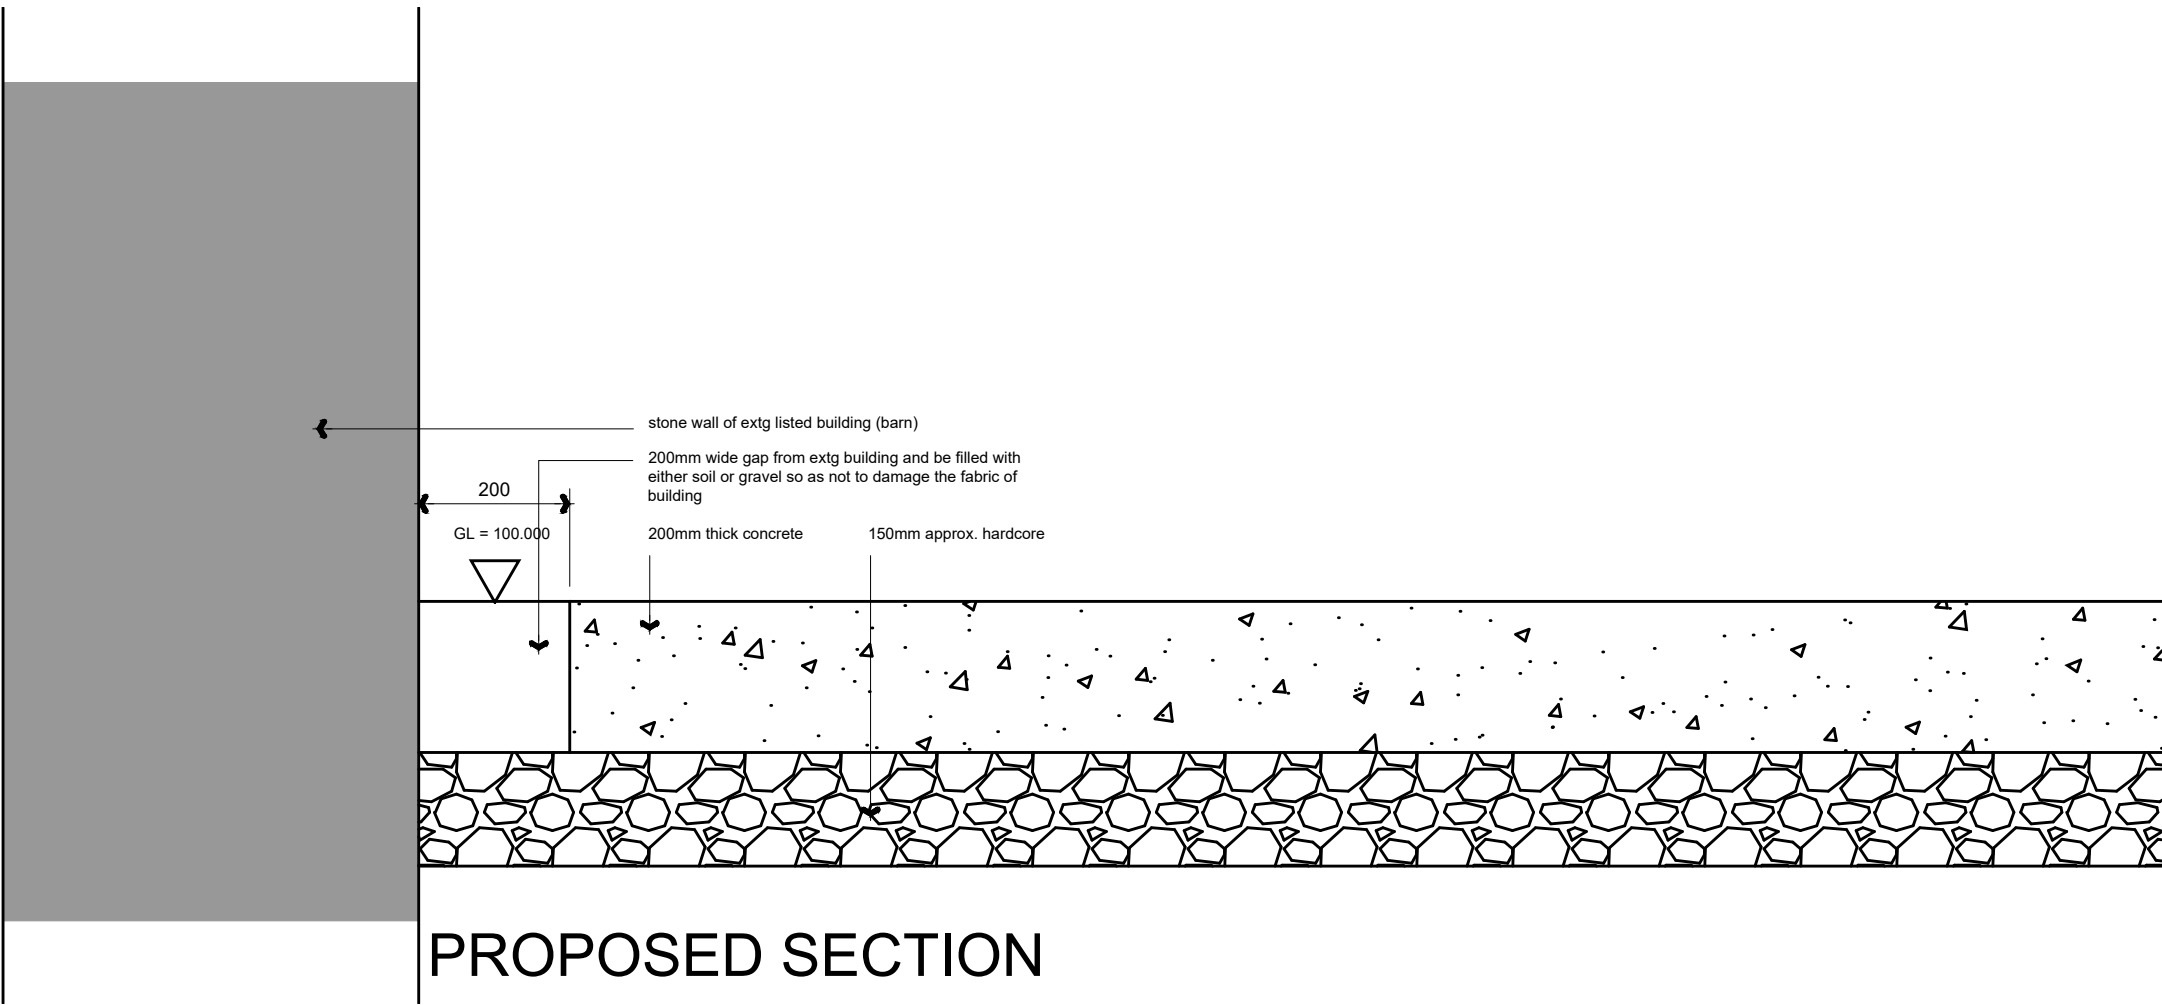 stone wall of extg listed building (barn)
200mm wide gap from extg building and be filled with
either soil or gravel so as not to damage the fabric of
building
200
GL = 100.000
200mm thick concrete
150mm approx. hardcore
PROPOSED SECTION